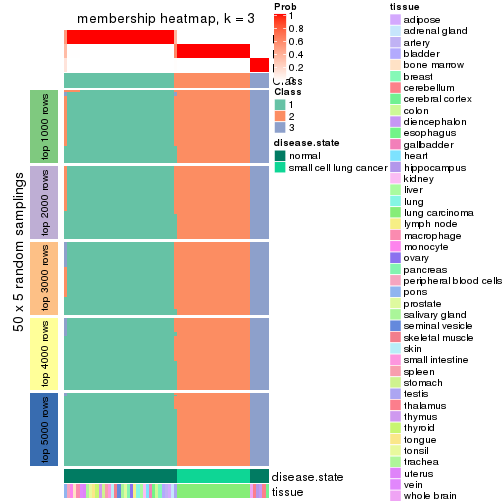 membership heatmap, k = 3
Prob
1
0.8
0.6
0.4
0.2
0
Class
Class
1
2
3
disease.state
normal
small cell lung cancer
tissue
adipose
adrenal gland
artery
bladder
bone marrow
breast
cerebellum
cerebral cortex
colon
diencephalon
esophagus
gallbladder
heart
hippocampus
kidney
liver
lung
lung carcinoma
lymph node
macrophage
monocyte
ovary
pancreas
peripheral blood cells
pons
prostate
salivary gland
seminal vesicle
skeletal muscle
skin
small intestine
spleen
stomach
testis
thalamus
thymus
thyroid
tongue
tonsil
trachea
uterus
vein
whole brain
50 x 5 random samplings
top 1000 rows
top 2000 rows
top 3000 rows
top 4000 rows
top 5000 rows
disease.state
tissue